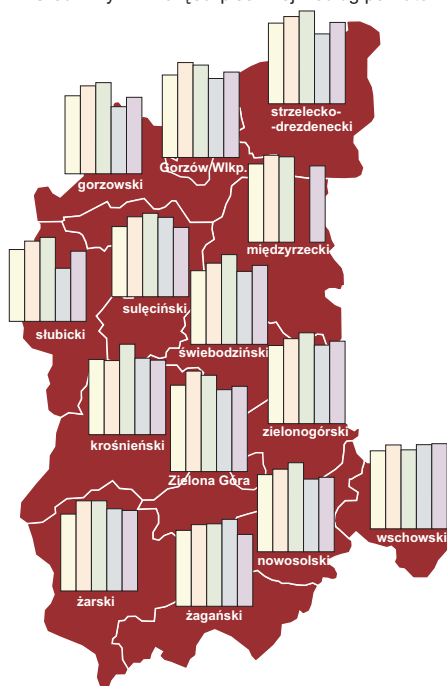 strzelecko-
-drezdenecki
Gorzów Wlkp.
gorzowski
międzyrzecki
sulęciński
słubicki
świebodziński
zielonogórski
krośnieński
Zielona Góra
wschowski
nowosolski
żarski
żagański